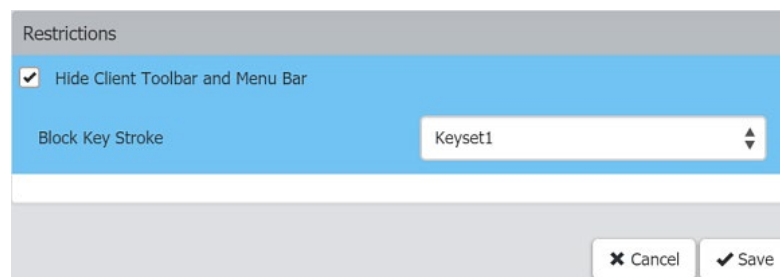 Restrictions
Hide Client Toolbar and Menu Bar
Block Key Stroke Keyset1
Cancel Save